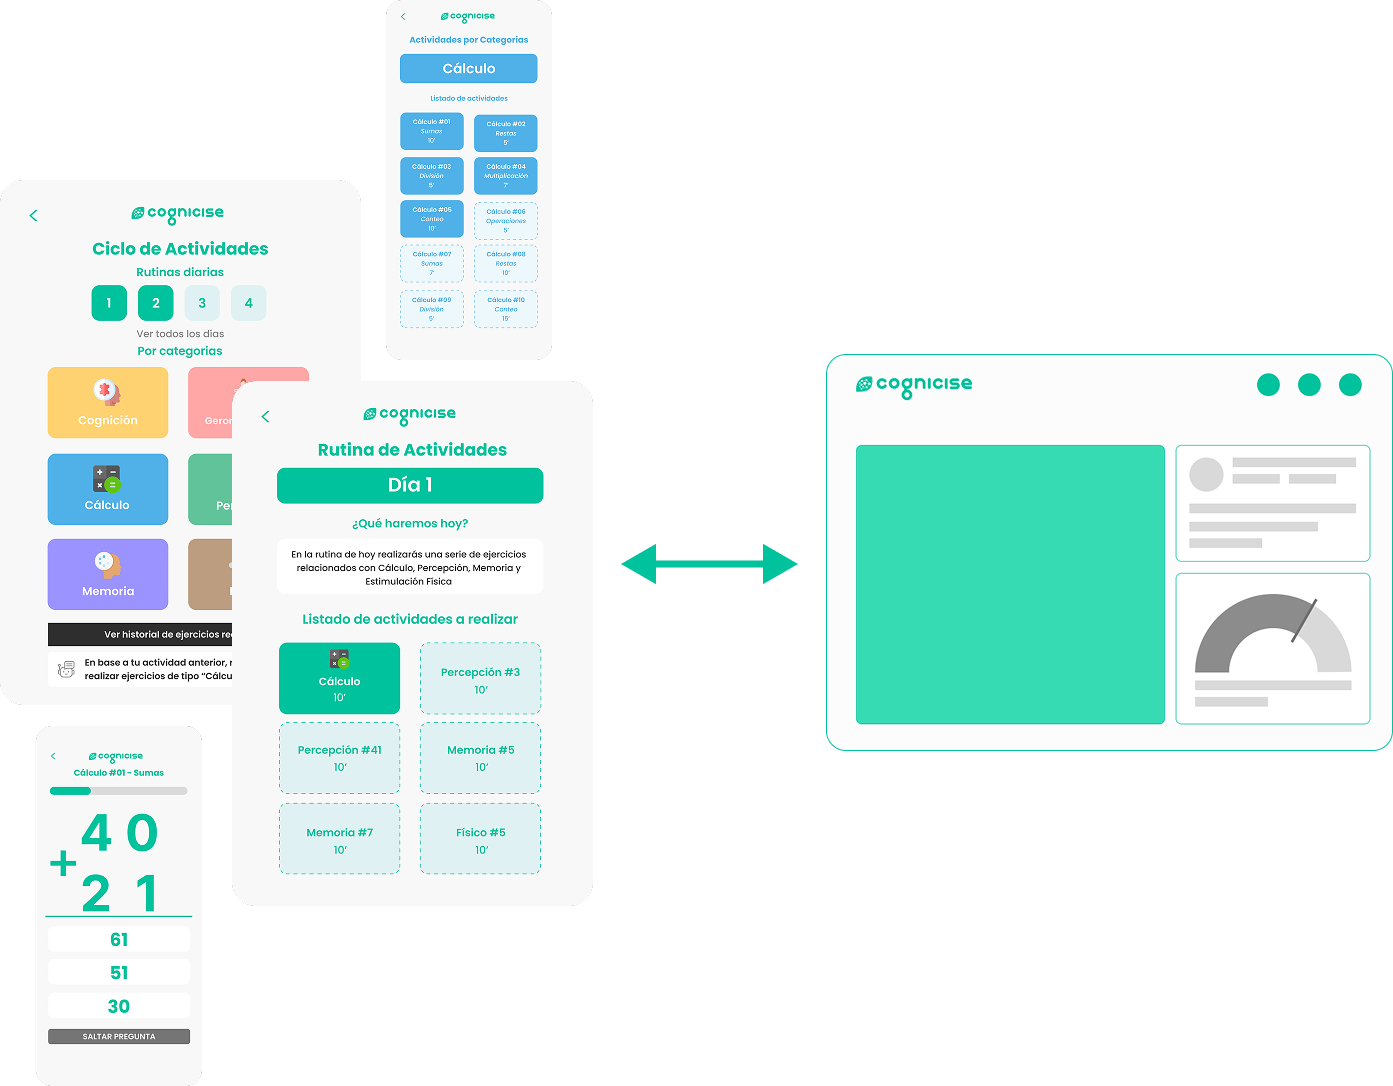 cognicise
Actividades por Categorias
Cálculo
Listado de actividades
Cálculo #01
Sumas
10'
Cálculo #02
Restas
5'
Cálculo #03
División
5'
Cálculo #04
Multiplicación
7'
Cálculo #05
Conteo
10'
Cálculo #06
Operaciones
5'
Cálculo #07
Sumas
7'
Cálculo #08
Restas
10'
Cálculo #09
División
5'
Cálculo #10
Conteo
15'
cognicise
Ciclo de Actividades
Rutinas diarias
1 2 3 4
Ver todos los días
Por categorias
Cognición
Cálculo
Memoria
Ver historial de ejercicios
En base a tu actividad anterior,
realizar ejercicios de tipo
cognicise
Rutina de Actividades
Día 1
¿Qué haremos hoy?
En la rutina de hoy realizarás una serie de ejercicios
relacionados con Cálculo, Percepción, Memoria y
Estimulación Física
Listado de actividades a realizar
Cálculo
10'
Percepción #3
10'
Percepción #41
10'
Memoria #5
10'
Memoria #7
10'
Físico #5
10'
cognicise
Cálculo #01 - Sumas
40
+
21
61
51
30
SALTAR PREGUNTA
cognicise